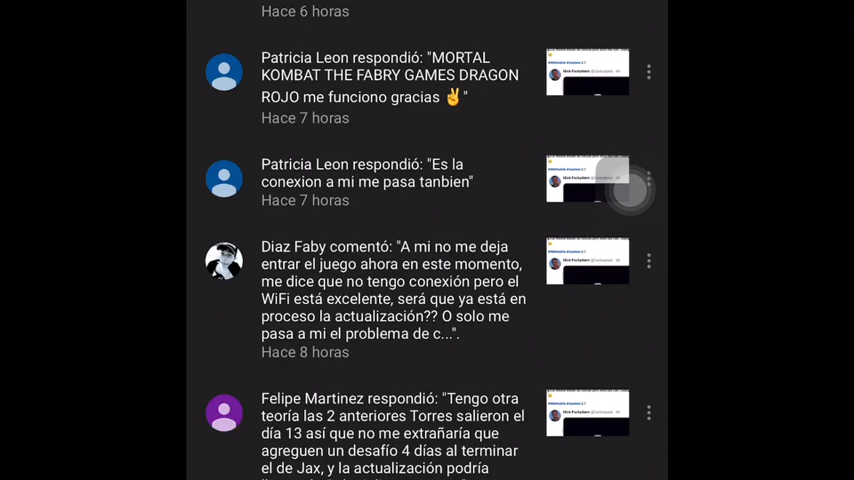 Hace 6 horas
Patricia Leon respondió: "MORTAL
KOMBAT THE FABRY GAMES DRAGON
ROJO me funciono gracias ✌"
Hace 7 horas
Patricia Leon respondió: "Es la
conexion a mi me pasa tanbien"
Hace 7 horas
Diaz Faby comentó: "A mi no me deja
entrar el juego ahora en este momento,
me dice que no tengo conexión pero el
WiFi está excelente, será que ya está en
proceso la actualización?? O solo me
pasa a mi el problema de c...".
Hace 8 horas
Felipe Martinez respondió: "Tengo otra
teoría las 2 anteriores Torres salieron el
día 13 así que no me extrañaría que
agreguen un desafío 4 días al terminar
el de Jax, y la actualización podría